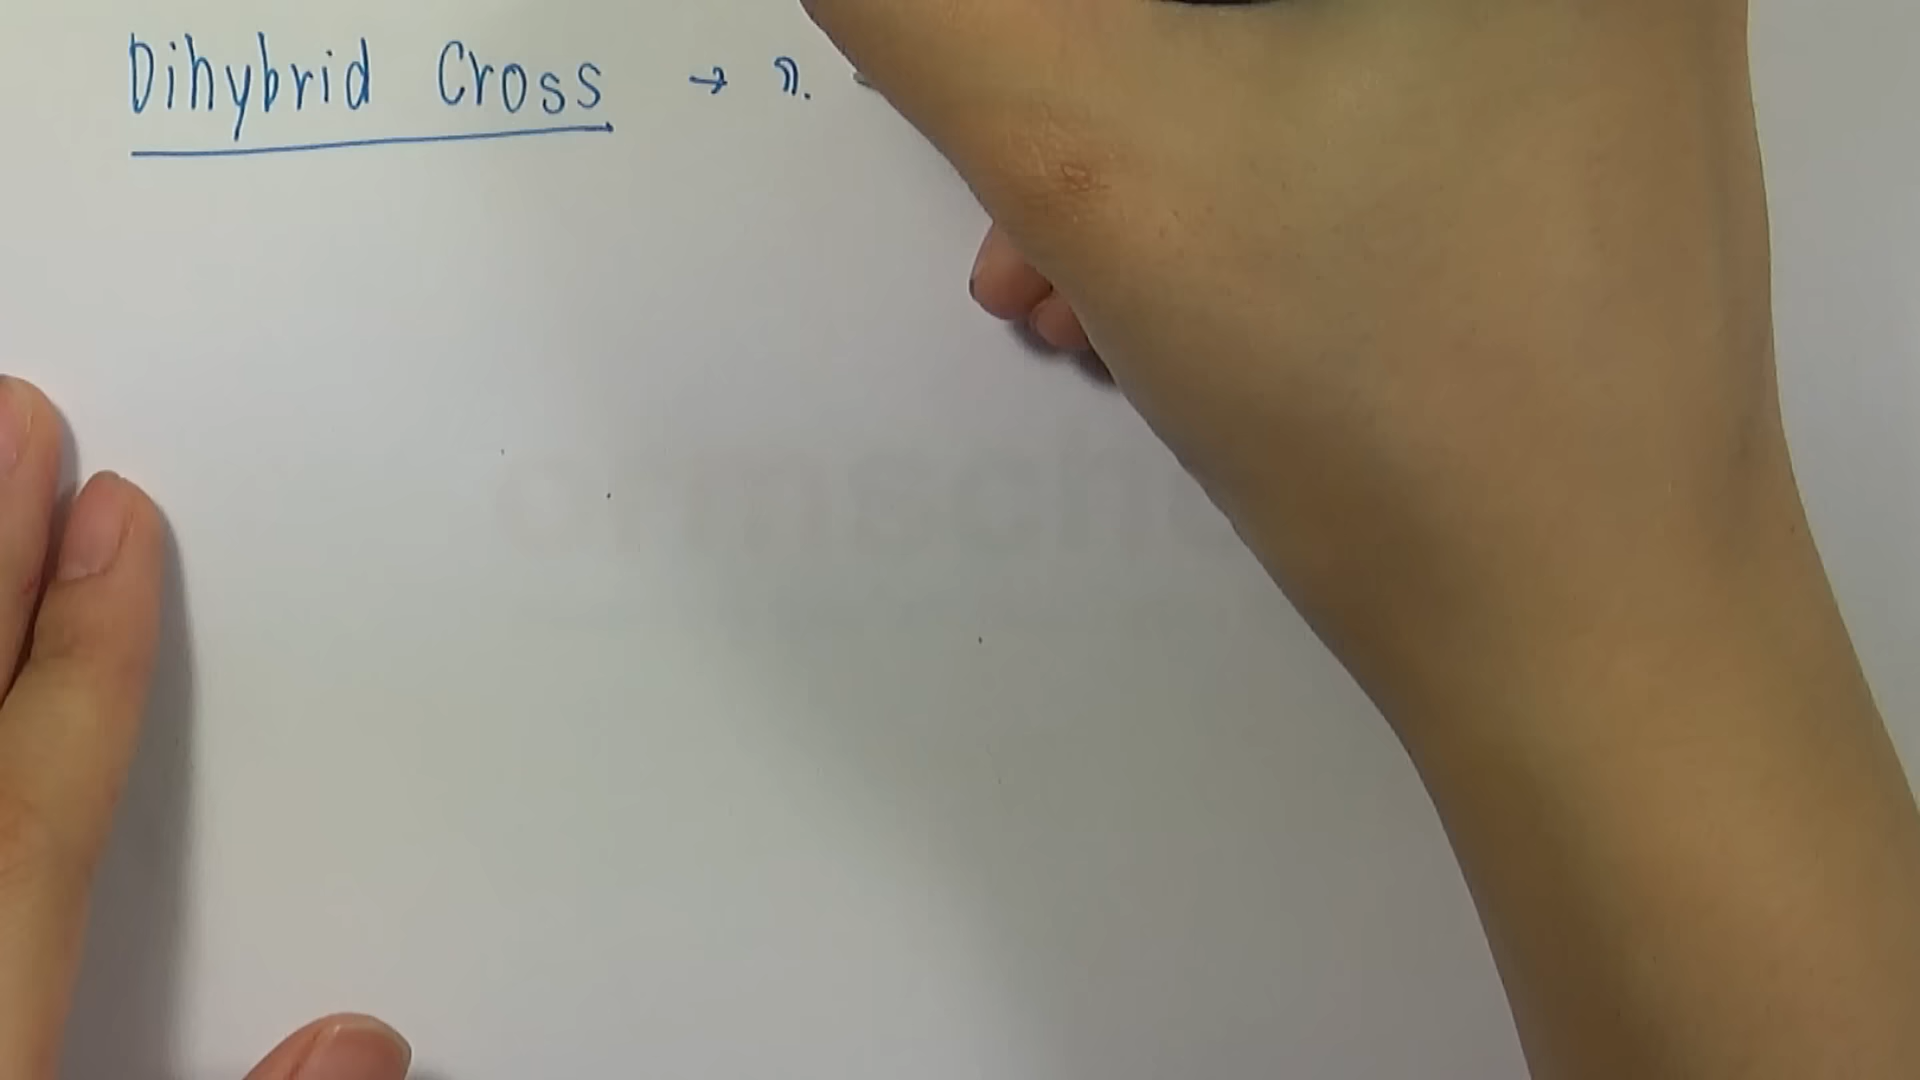 Dihybrid Cross → ก.